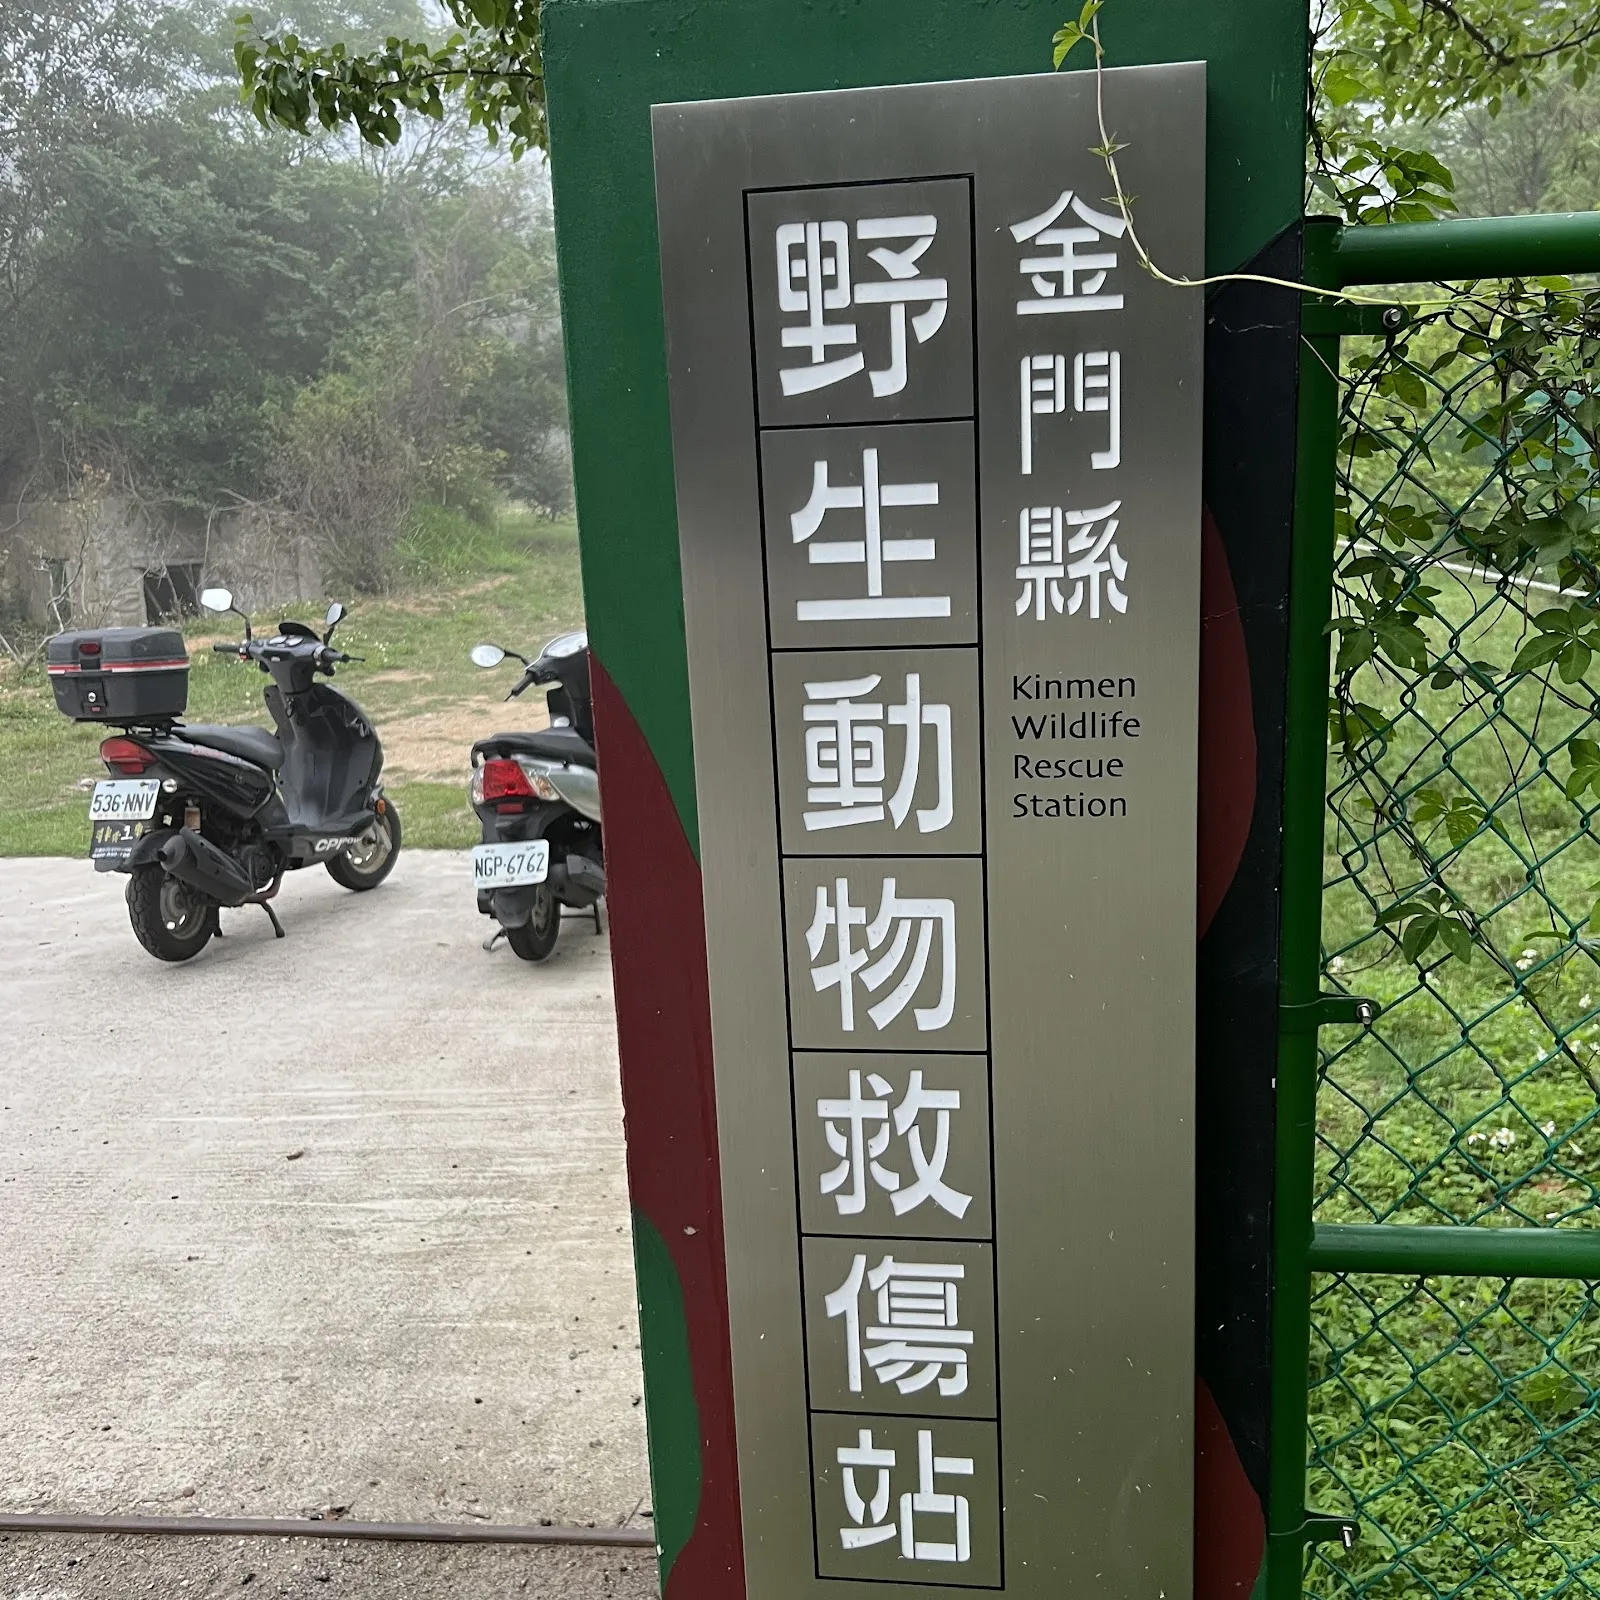 金門縣
野生動物救傷站
Kinmen
Wildlife
Rescue
Station
536-NNV
NGP-6762